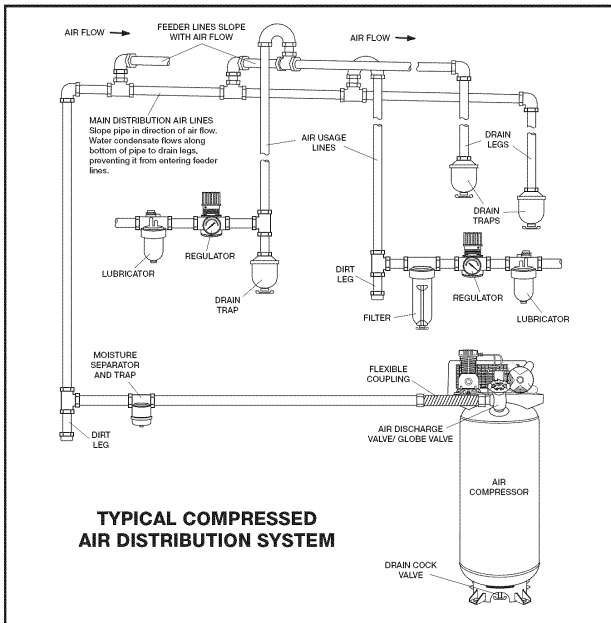 AIR FLOW
FEEDER LINES SLOPE
WITH AIR FLOW
AIR FLOW
MAIN DISTRIBUTION AIR LINES
Slope pipe in direction of air flow.
Water condensate flows along
bottom of pipe to drain legs,
preventing it from entering feeder
lines.
AIR USAGE
LINES
DRAIN
LEGS
DRAIN
TRAPS
LUBRICATOR
REGULATOR
DRAIN
TRAP
DIRT
LEG
FILTER
REGULATOR
LUBRICATOR
MOISTURE
SEPARATOR
AND TRAP
FLEXIBLE
COUPLING
DIRT
LEG
AIR DISCHARGE
VALVE/ GLOBE VALVE
AIR
COMPRESSOR
TYPICAL COMPRESSED
AIR DISTRIBUTION SYSTEM
DRAIN COCK
VALVE